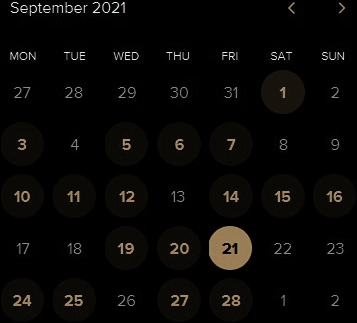 September 2021
MON TUE WED THU FRI SAT SUN
27 28 29 30 31 1 2
3 4 5 6 7 8 9
10 11 12 13 14 15 16
17 18 19 20 21 22 23
24 25 26 27 28 1 2